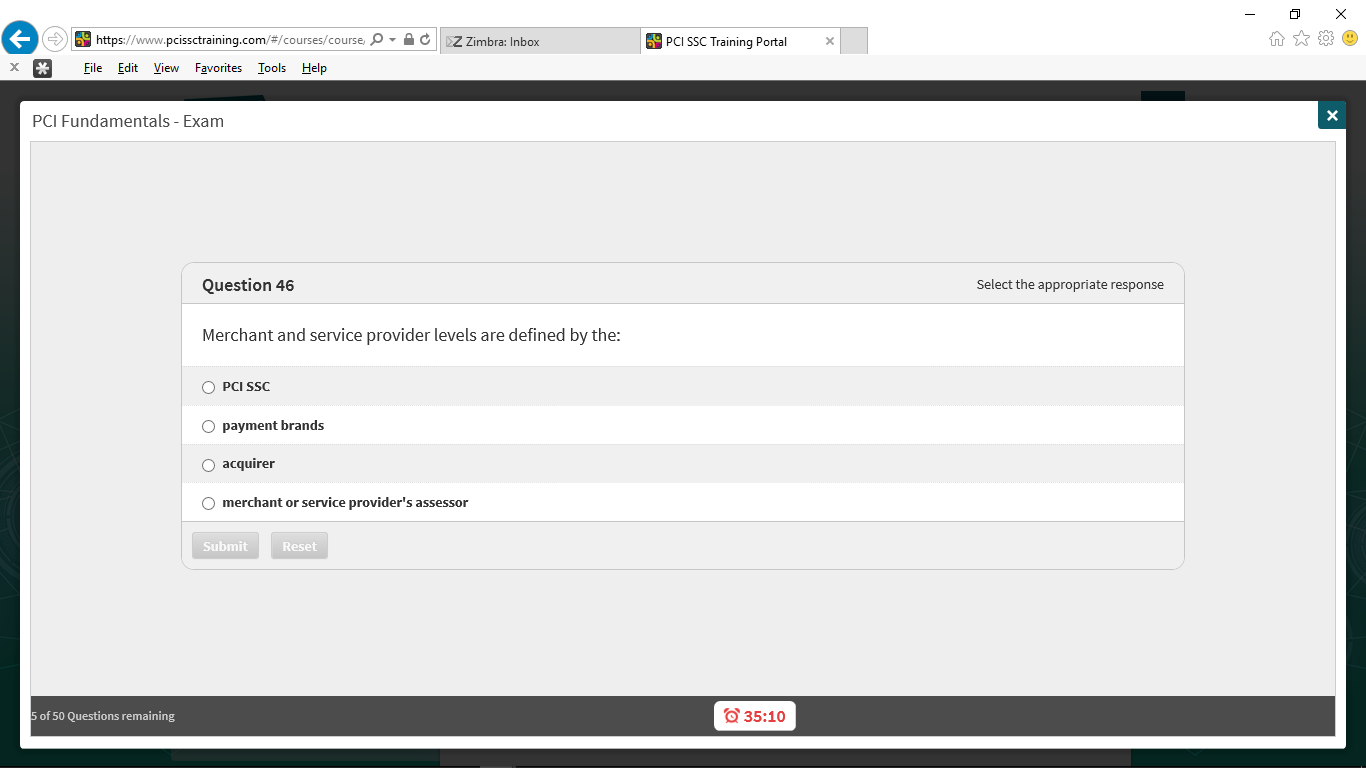 https://www.pcissctraining.com/#/courses/course,
Zimbra: Inbox
PCI SSC Training Portal
File Edit View Favorites Tools Help
PCI Fundamentals - Exam
Question 46
Select the appropriate response
Merchant and service provider levels are defined by the:
PCI SSC
payment brands
acquirer
merchant or service provider's assessor
Submit Reset
5 of 50 Questions remaining
35:10